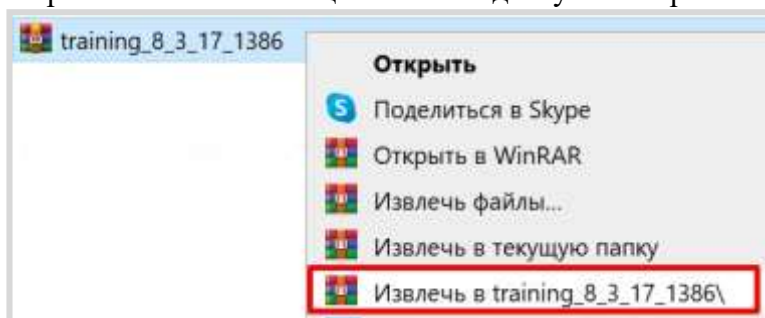 training_8_3_17_1386
Открыть
Поделиться в Skype
Открыть в WinRAR
Извлечь файлы...
Извлечь в текущую папку
Извлечь в training_8_3_17_1386\